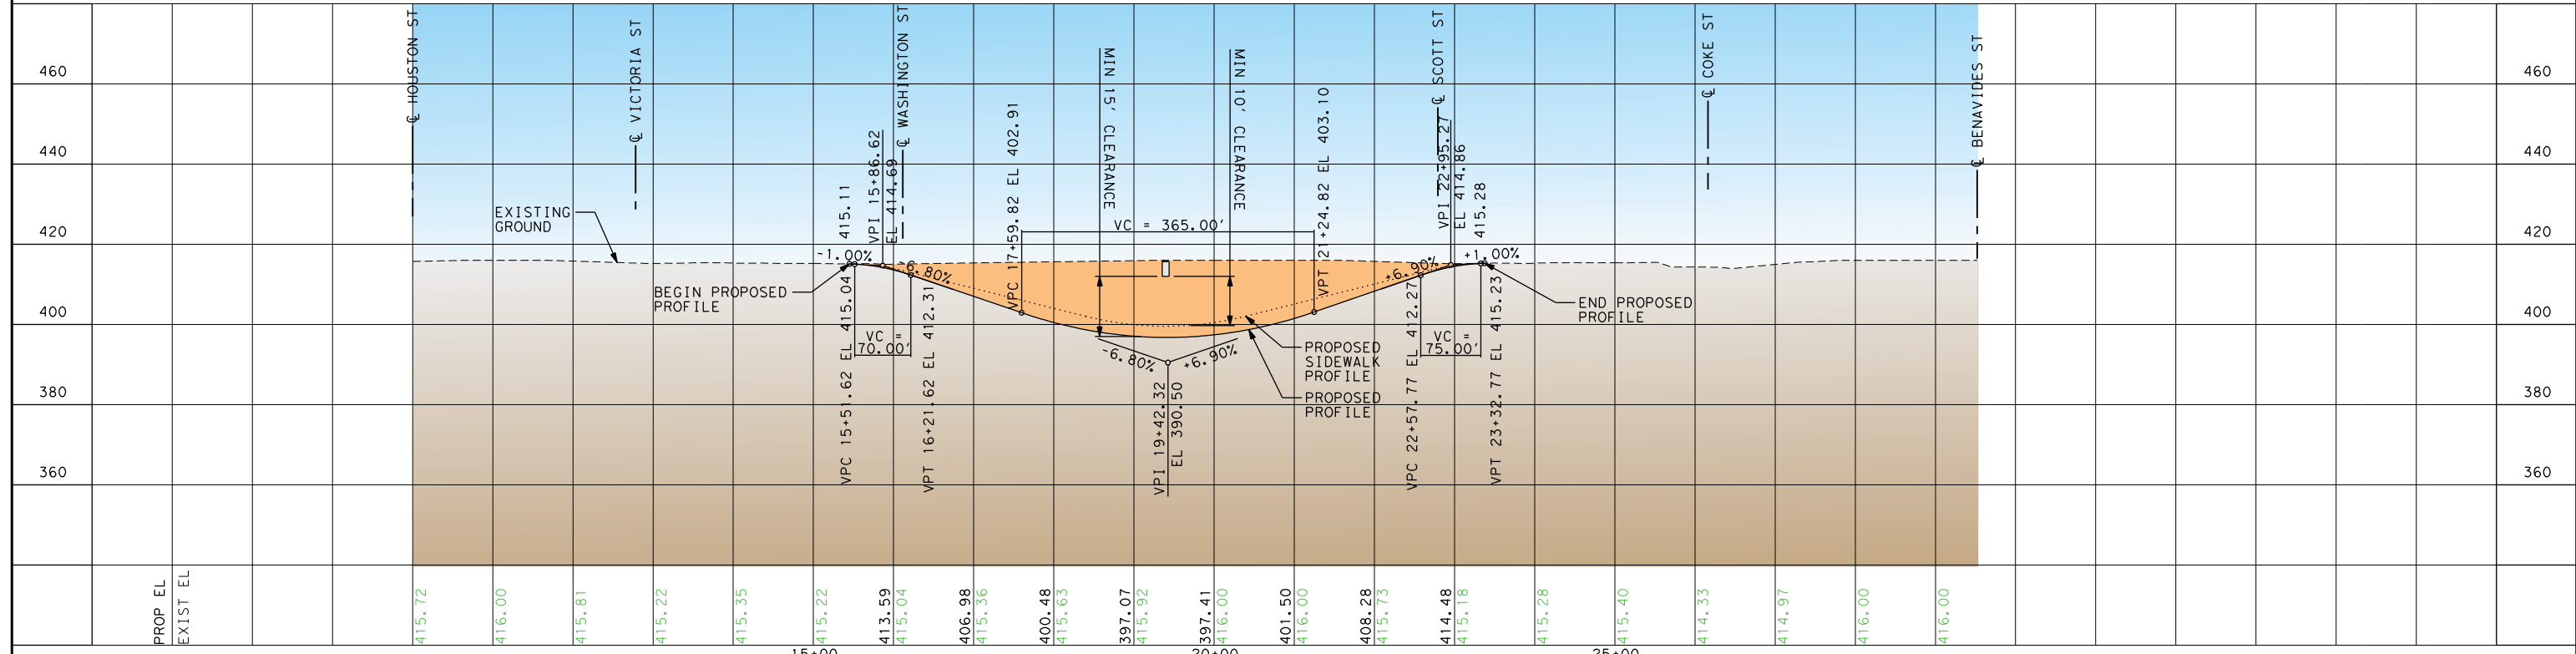 ℄ HOUSTON ST
℄ VICTORIA ST
℄ WASHINGTON ST
℄ SCOTT ST
℄ COKE ST
℄ BENAVIDES ST
460
460
440
440
420
420
400
400
380
380
360
360
EXISTING
GROUND
BEGIN PROPOSED
PROFILE
-1.00%
415.11
VPI 15+86.62
EL 414.69
-6.80%
VPC 15+51.62 EL 415.04
VC =
70.00'
VPT 16+21.62 EL 412.31
VPC 17+59.82 EL 402.91
MIN 15' CLEARANCE
VC = 365.00'
MIN 10' CLEARANCE
VPT 21+24.82 EL 403.10
-6.80%
+6.90%
VPI 19+42.32
EL 390.50
PROPOSED
SIDEWALK
PROFILE
PROPOSED
PROFILE
+6.90%
VPI 22+95.27
EL 414.86
415.28
+1.00%
VPC 22+57.77 EL 412.27
VC =
75.00'
VPT 23+32.77 EL 415.23
END PROPOSED
PROFILE
PROP EL
EXIST EL
415.72
416.00
415.81
415.22
415.35
415.22
413.59
415.04
406.98
415.36
400.48
415.63
397.07
415.92
397.41
416.00
401.50
416.00
408.28
415.73
414.48
415.18
415.28
415.40
414.33
414.97
416.00
416.00
15+00
20+00
25+00